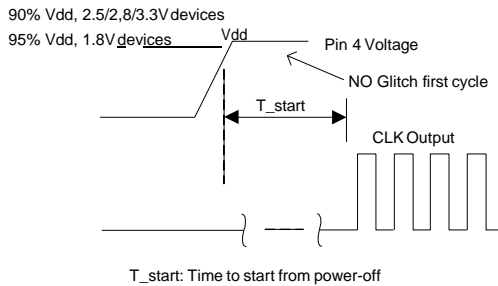 90% Vdd, 2.5/2,8/3.3V devices
95% Vdd, 1.8V devices
Vdd
Pin 4 Voltage
NO Glitch first cycle
T_start
CLK Output
T_start: Time to start from power-off